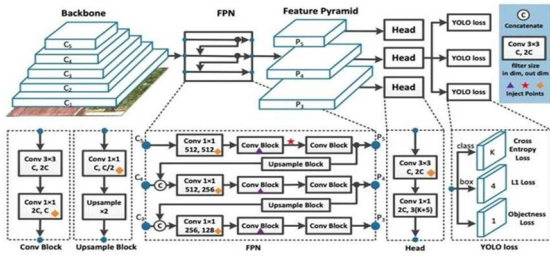 Backbone
FPN
Feature Pyramid
C5
C4
C3
C2
C1
P5
P4
P3
Head
Head
Head
YOLO loss
YOLO loss
YOLO loss
C
Concatenate
Conv 3×3
C, 2C
filter size
in dim, out dim
Inject Points
Conv 3×3
C, 2C
Conv 1×1
2C, C
Conv Block
Conv 1×1
C, C/2
Upsample
×2
Upsample Block
C5
Conv 1×1
512, 512
Conv Block
Conv Block
P5
Upsample Block
C4
C
Conv 1×1
512, 256
Conv Block
Conv Block
P4
Upsample Block
C3
C
Conv 1×1
256, 128
Conv Block
Conv Block
P3
FPN
Conv 3×3
C, 2C
Conv 1×1
2C, 3(K+5)
Head
class
K
Cross
Entropy
Loss
box
4
L1 Loss
1
Objectness
Loss
YOLO loss